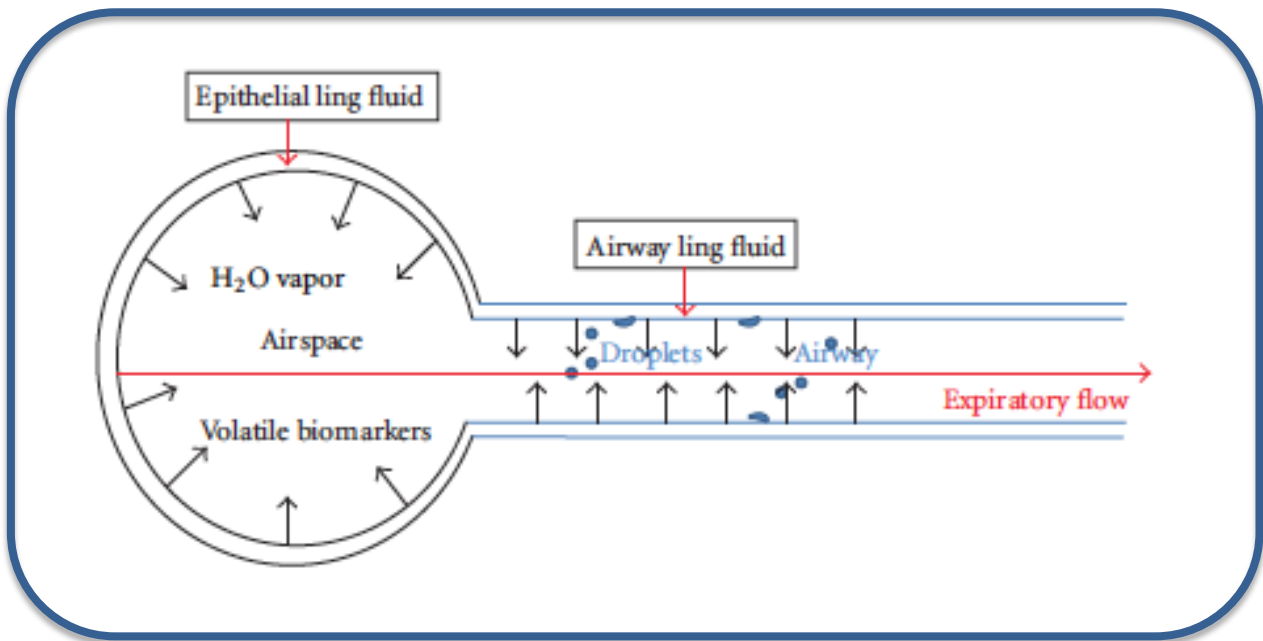 Epithelial ling fluid
Airway ling fluid
H₂O vapor
Airspace
Droplets
Airway
Expiratory flow
Volatile biomarkers